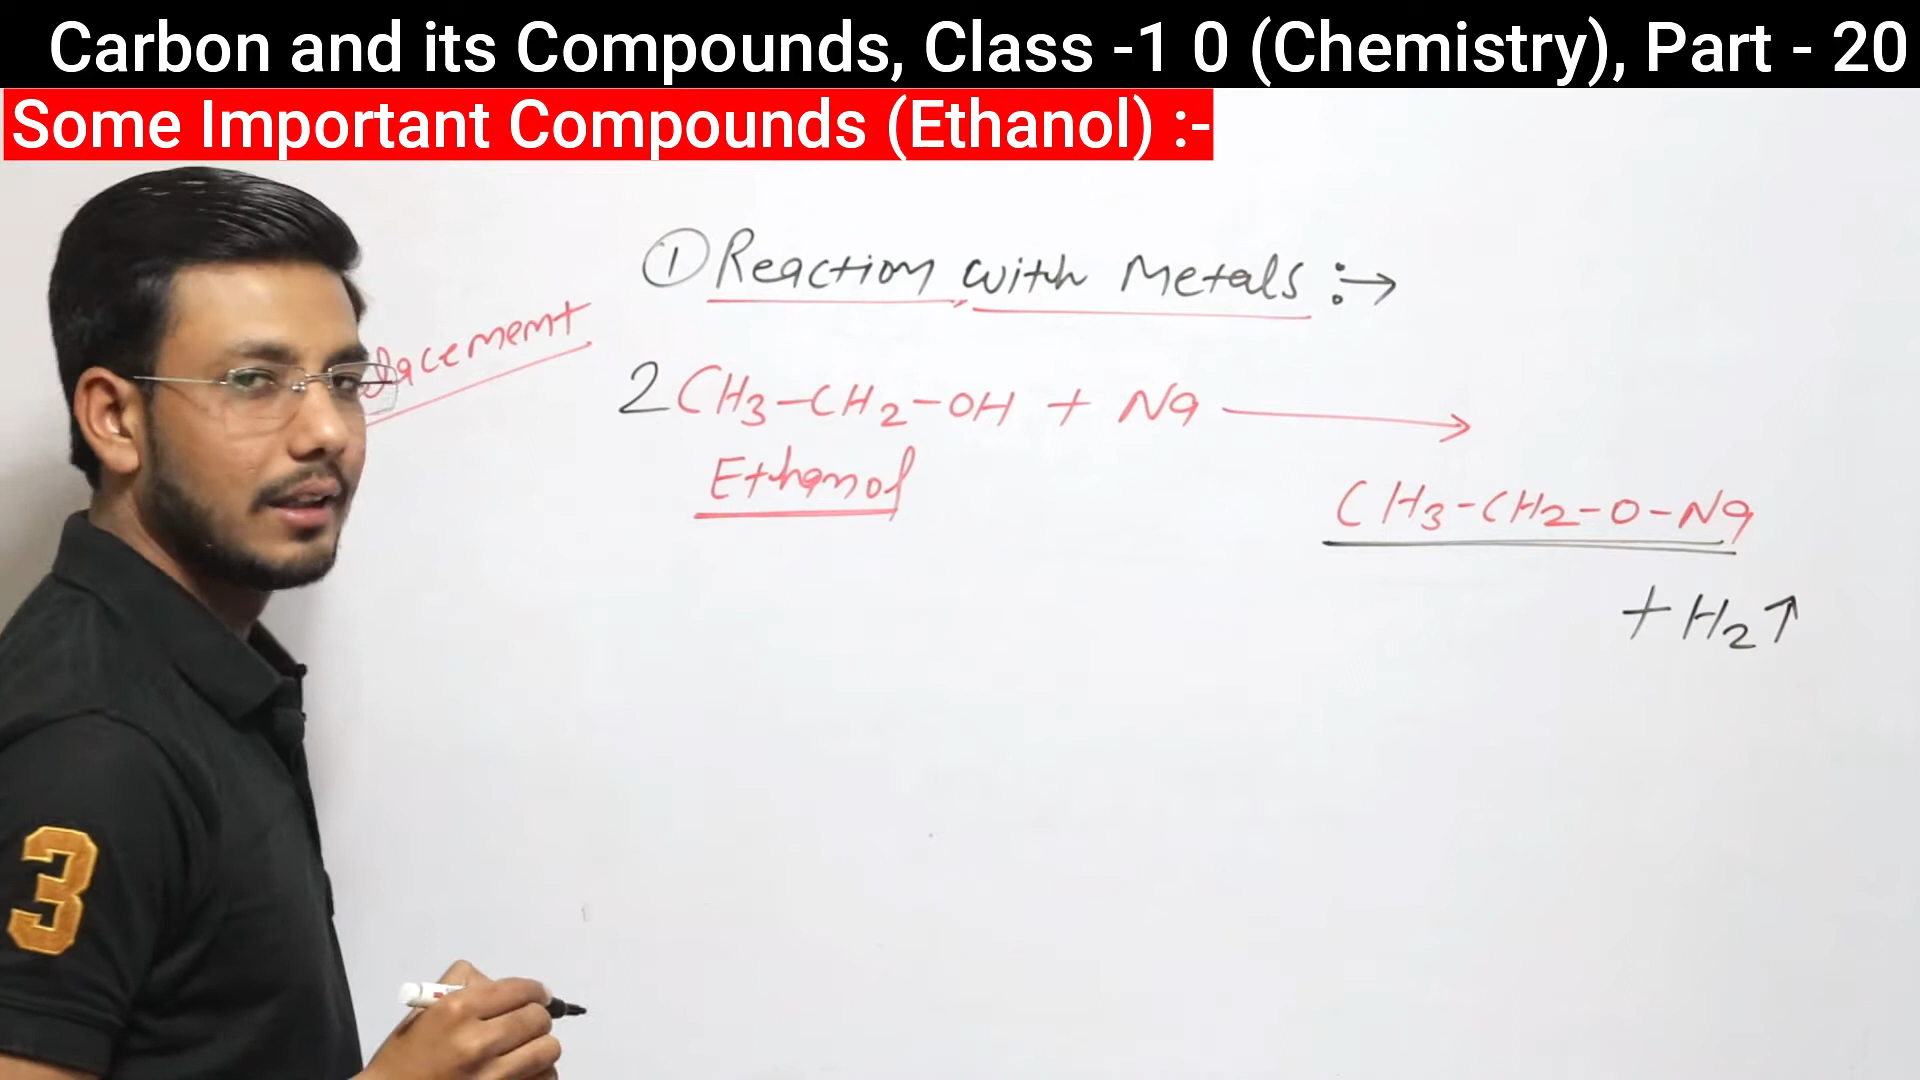 Carbon and its Compounds, Class -1 0 (Chemistry), Part - 20
Some Important Compounds (Ethanol) :-
① Reaction with Metals :→
lacement
2CH3-CH2-OH + Na →
Ethanol
CH3-CH2-O-Na
+ H2↑
3